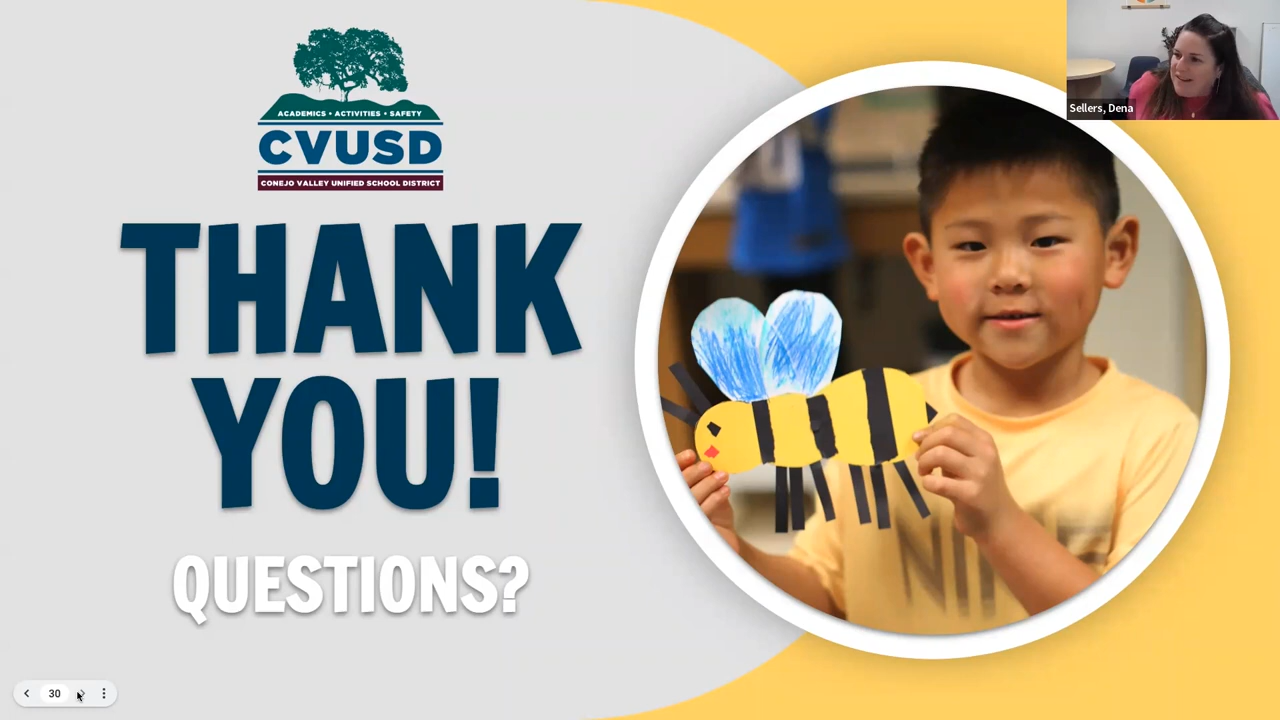 ACADEMICS • ACTIVITIES • SAFETY
CVUSD
CONEJO VALLEY UNIFIED SCHOOL DISTRICT
THANK
YOU!
QUESTIONS?
Sellers, Dena
30